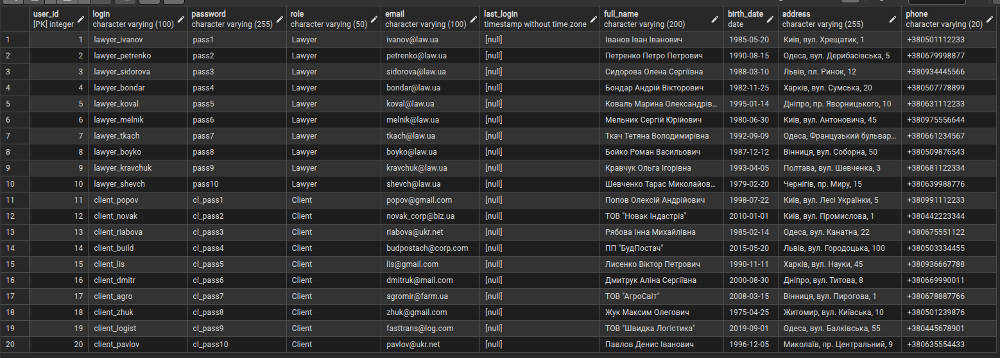 user_id login password role email last_login full_name birth_date address phone
[PK] integer character varying (100) character varying (255) character varying (50) character varying (100) timestamp without time zone character varying (200) date character varying (255) character varying (20)
1 1 lawyer_ivanov pass1 Lawyer ivanov@law.ua [null] Іванов Іван Іванович 1985-05-20 Київ, вул. Хрещатик, 1 +380501112233
2 2 lawyer_petrenko pass2 Lawyer petrenko@law.ua [null] Петренко Петро Петрович 1990-08-15 Одеса, вул. Дерибасівська, 5 +380679998877
3 3 lawyer_sidorova pass3 Lawyer sidorova@law.ua [null] Сидорова Олена Сергіївна 1988-03-10 Львів, пл. Ринок, 12 +380934445566
4 4 lawyer_bondar pass4 Lawyer bondar@law.ua [null] Бондар Андрій Вікторович 1982-11-25 Харків, вул. Сумська, 20 +380507778899
5 5 lawyer_koval pass5 Lawyer koval@law.ua [null] Коваль Марина Олександрів… 1995-01-14 Дніпро, пр. Яворницького, 10 +380631112233
6 6 lawyer_melnik pass6 Lawyer melnik@law.ua [null] Мельник Сергій Юрійович 1980-06-30 Київ, вул. Антоновича, 45 +380975556644
7 7 lawyer_tkach pass7 Lawyer tkach@law.ua [null] Ткач Тетяна Володимирівна 1992-09-09 Одеса, Французький бульвар… +380661234567
8 8 lawyer_boyko pass8 Lawyer boyko@law.ua [null] Бойко Роман Васильович 1987-12-12 Вінниця, вул. Соборна, 50 +380509876543
9 9 lawyer_kravchuk pass9 Lawyer kravchuk@law.ua [null] Кравчук Ольга Ігорівна 1993-04-05 Полтава, вул. Шевченка, 3 +380681122334
10 10 lawyer_shevch pass10 Lawyer shevch@law.ua [null] Шевченко Тарас Миколайов… 1979-02-20 Чернігів, пр. Миру, 15 +380639988776
11 11 client_popov cl_pass1 Client popov@gmail.com [null] Попов Олексій Андрійович 1998-07-22 Київ, вул. Лесі Українки, 5 +380991112233
12 12 client_novak cl_pass2 Client novak_corp@biz.ua [null] ТОВ "Новак Індастріз" 2010-01-01 Київ, вул. Промислова, 1 +380442223344
13 13 client_riabova cl_pass3 Client riabova@ukr.net [null] Рябова Інна Михайлівна 1985-02-14 Одеса, вул. Канатна, 22 +380675551122
14 14 client_build cl_pass4 Client budpostach@corp.com [null] ПП "БудПостач" 2015-05-20 Львів, вул. Городоцька, 100 +380503334455
15 15 client_lis cl_pass5 Client lis@gmail.com [null] Лисенко Віктор Петрович 1990-11-11 Харків, вул. Науки, 45 +380936667788
16 16 client_dmitr cl_pass6 Client dmitruk@mail.com [null] Дмитрук Аліна Сергіївна 2000-08-30 Дніпро, вул. Титова, 8 +380669990011
17 17 client_agro cl_pass7 Client agromir@farm.ua [null] ТОВ "АгроСвіт" 2008-03-15 Вінниця, вул. Пирогова, 1 +380678887766
18 18 client_zhuk cl_pass8 Client zhuk@gmail.com [null] Жук Максим Олегович 1975-04-25 Житомир, вул. Київська, 10 +380501239876
19 19 client_logist cl_pass9 Client fasttrans@log.com [null] ТОВ "Швидка Логістика" 2019-09-01 Одеса, вул. Балківська, 55 +380445678901
20 20 client_pavlov cl_pass10 Client pavlov@ukr.net [null] Павлов Денис Іванович 1996-12-05 Миколаїв, пр. Центральний, 9 +380635554433